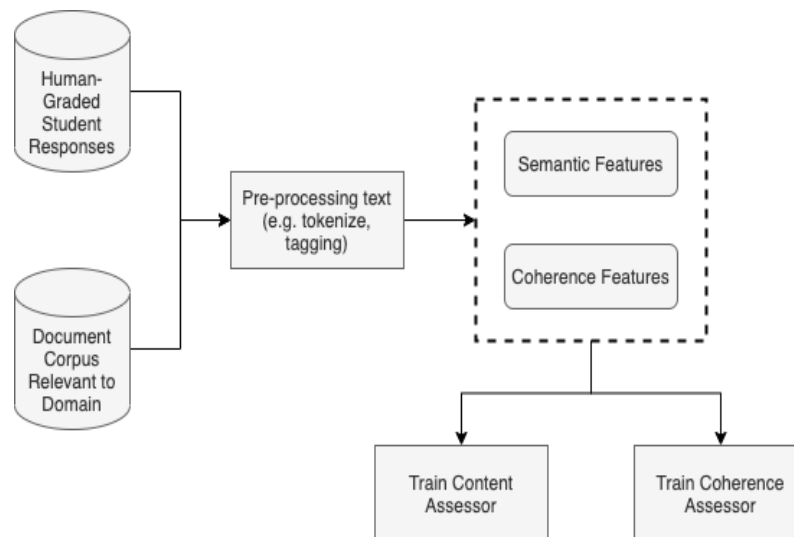 Human-
Graded
Student
Responses
Pre-processing text
(e.g. tokenize,
tagging)
Semantic Features
Coherence Features
Document
Corpus
Relevant to
Domain
Train Content
Assessor
Train Coherence
Assessor